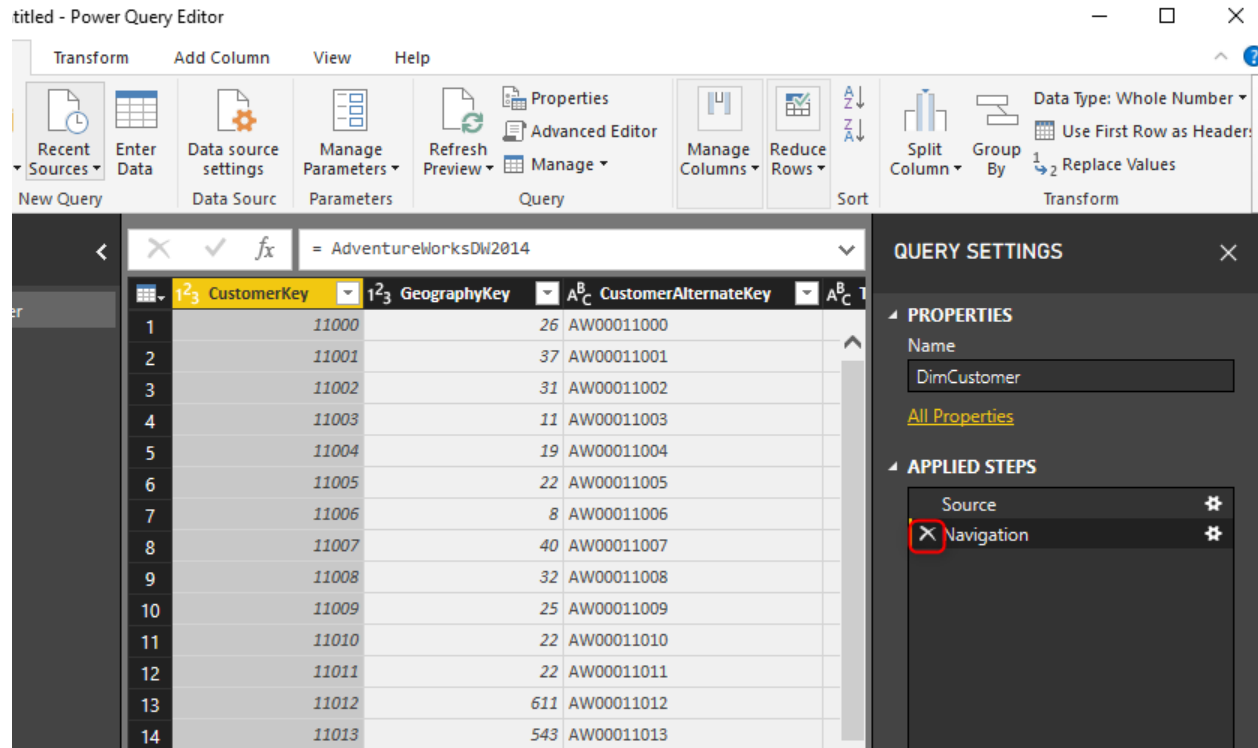 titled - Power Query Editor
Transform Add Column View Help
Recent Sources
Enter Data
Data source settings
Manage Parameters
Refresh Preview
Properties
Advanced Editor
Manage
Manage Columns
Reduce Rows
Split Column
Group By
Data Type: Whole Number
Use First Row as Headers
Replace Values
New Query Data Sourc Parameters Query Sort Transform
fx = AdventureWorksDW2014
QUERY SETTINGS
CustomerKey GeographyKey CustomerAlternateKey
1 11000 26 AW00011000
2 11001 37 AW00011001
3 11002 31 AW00011002
4 11003 11 AW00011003
5 11004 19 AW00011004
6 11005 22 AW00011005
7 11006 8 AW00011006
8 11007 40 AW00011007
9 11008 32 AW00011008
10 11009 25 AW00011009
11 11010 22 AW00011010
12 11011 22 AW00011011
13 11012 611 AW00011012
14 11013 543 AW00011013
PROPERTIES
Name
DimCustomer
All Properties
APPLIED STEPS
Source
Navigation